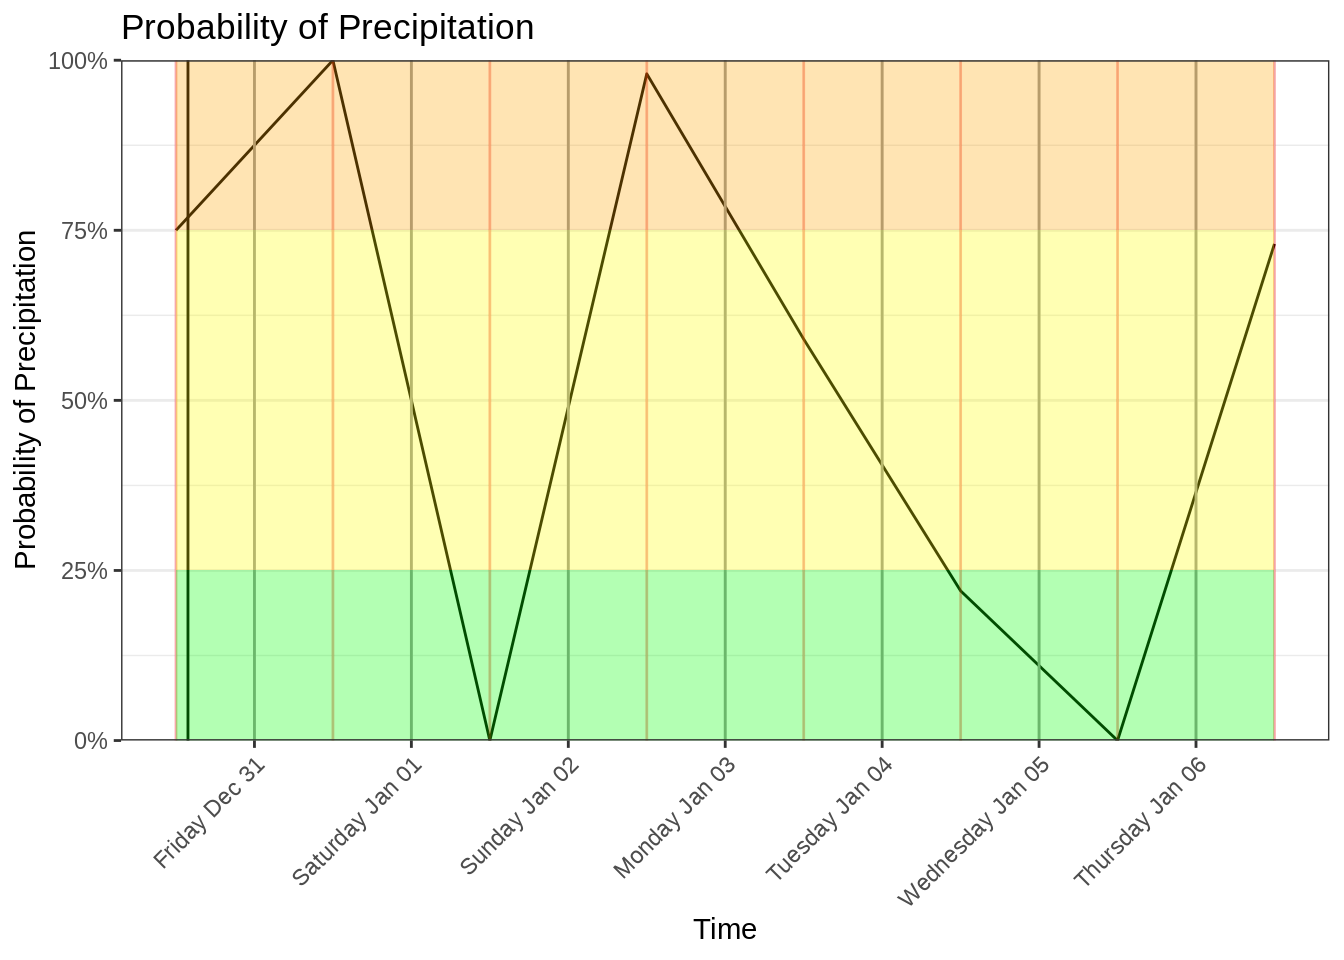 Probability of Precipitation
Probability of Precipitation
100%
75%
50%
25%
0%
Friday Dec 31
Saturday Jan 01
Sunday Jan 02
Monday Jan 03
Tuesday Jan 04
Wednesday Jan 05
Thursday Jan 06
Time